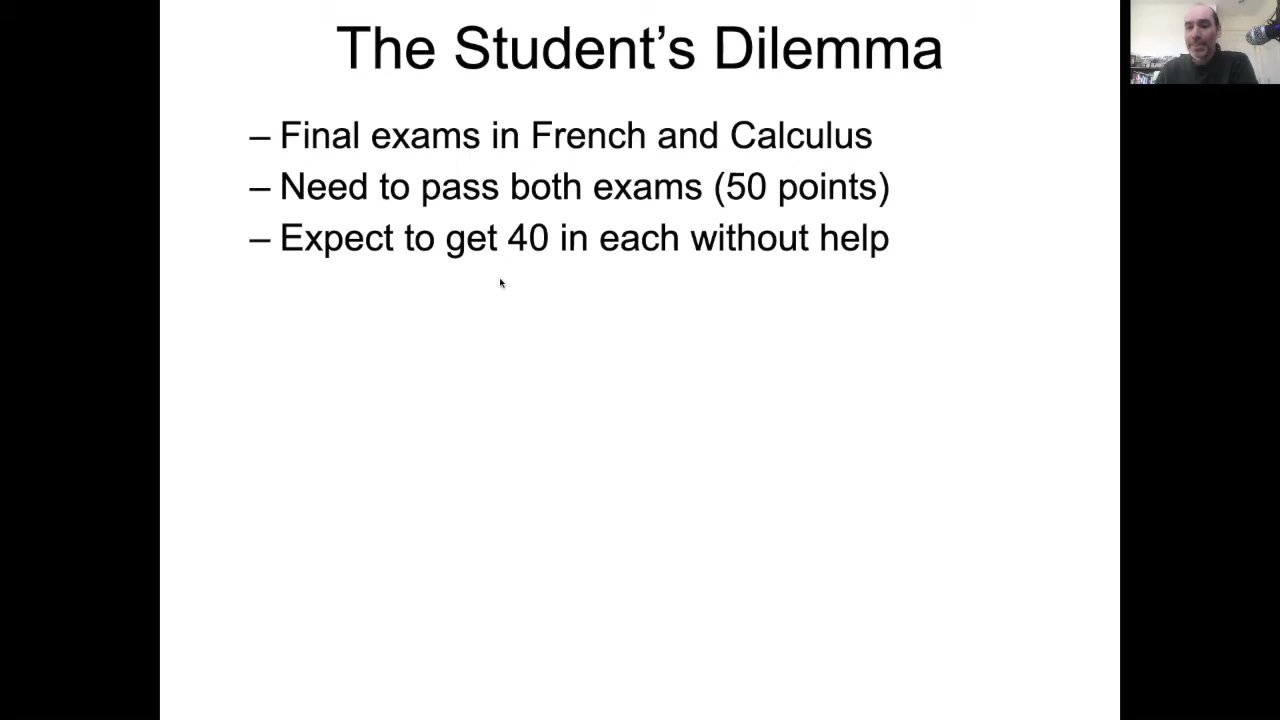 The Student's Dilemma
– Final exams in French and Calculus
– Need to pass both exams (50 points)
– Expect to get 40 in each without help